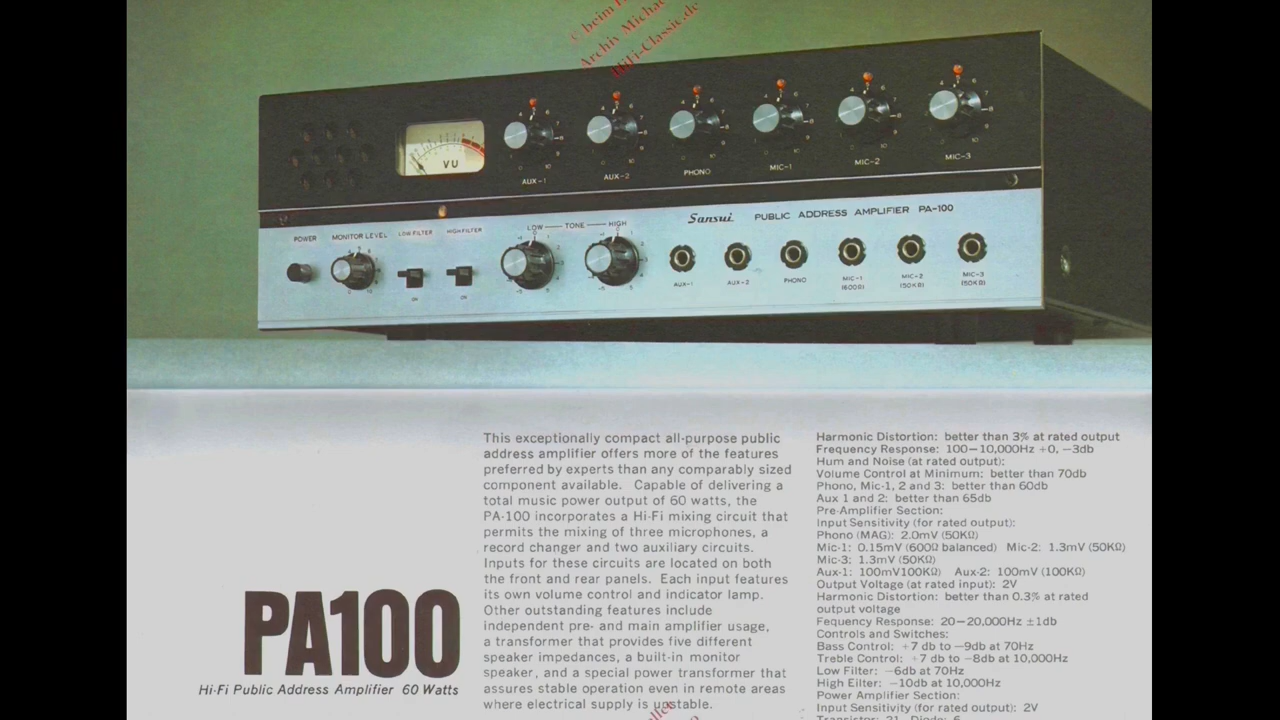 © beim
Archiv Michae
HiFi-Classic.de
VU
AUX-1
AUX-2
PHONO
MIC-1
MIC-2
MIC-3
Sansui PUBLIC ADDRESS AMPLIFIER PA-100
POWER
MONITOR LEVEL
LOW FILTER
HIGH FILTER
LOW — TONE — HIGH
ON
ON
AUX-1
AUX-2
PHONO
MIC-1
(600Ω)
MIC-2
(50KΩ)
MIC-3
(50KΩ)
PA100
Hi-Fi Public Address Amplifier 60 Watts
This exceptionally compact all-purpose public
address amplifier offers more of the features
preferred by experts than any comparably sized
component available. Capable of delivering a
total music power output of 60 watts, the
PA-100 incorporates a Hi-Fi mixing circuit that
permits the mixing of three microphones, a
record changer and two auxiliary circuits.
Inputs for these circuits are located on both
the front and rear panels. Each input features
its own volume control and indicator lamp.
Other outstanding features include
independent pre- and main amplifier usage,
a transformer that provides five different
speaker impedances, a built-in monitor
speaker, and a special power transformer that
assures stable operation even in remote areas
where electrical supply is unstable.
Harmonic Distortion: better than 3% at rated output
Frequency Response: 100—10,000Hz +0, —3db
Hum and Noise (at rated output):
Volume Control at Minimum: better than 70db
Phono, Mic-1, 2 and 3: better than 60db
Aux 1 and 2: better than 65db
Pre-Amplifier Section:
Input Sensitivity (for rated output):
Phono (MAG): 2.0mV (50KΩ)
Mic-1: 0.15mV (600Ω balanced) Mic-2: 1.3mV (50KΩ)
Mic-3: 1.3mV (50KΩ)
Aux-1: 100mV100KΩ) Aux-2: 100mV (100KΩ)
Output Voltage (at rated input): 2V
Harmonic Distortion: better than 0.3% at rated
output voltage
Fequency Response: 20—20,000Hz ±1db
Controls and Switches:
Bass Control: +7 db to —9db at 70Hz
Treble Control: +7 db to —8db at 10,000Hz
Low Filter: —6db at 70Hz
High Eilter: —10db at 10,000Hz
Power Amplifier Section:
Input Sensitivity (for rated output): 2V
Transistor: 21 Diode: 6